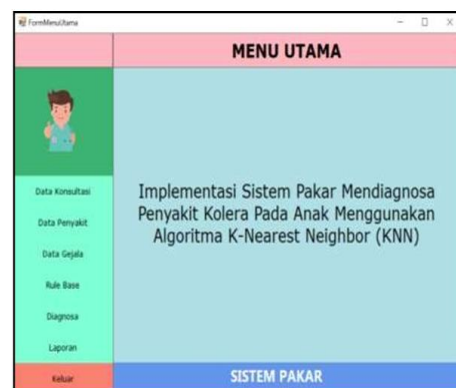 FormMenuUtama
MENU UTAMA
Data Konsultasi
Data Penyakit
Data Gejala
Rule Base
Diagnosa
Laporan
Keluar
Implementasi Sistem Pakar Mendiagnosa
Penyakit Kolera Pada Anak Menggunakan
Algoritma K-Nearest Neighbor (KNN)
SISTEM PAKAR